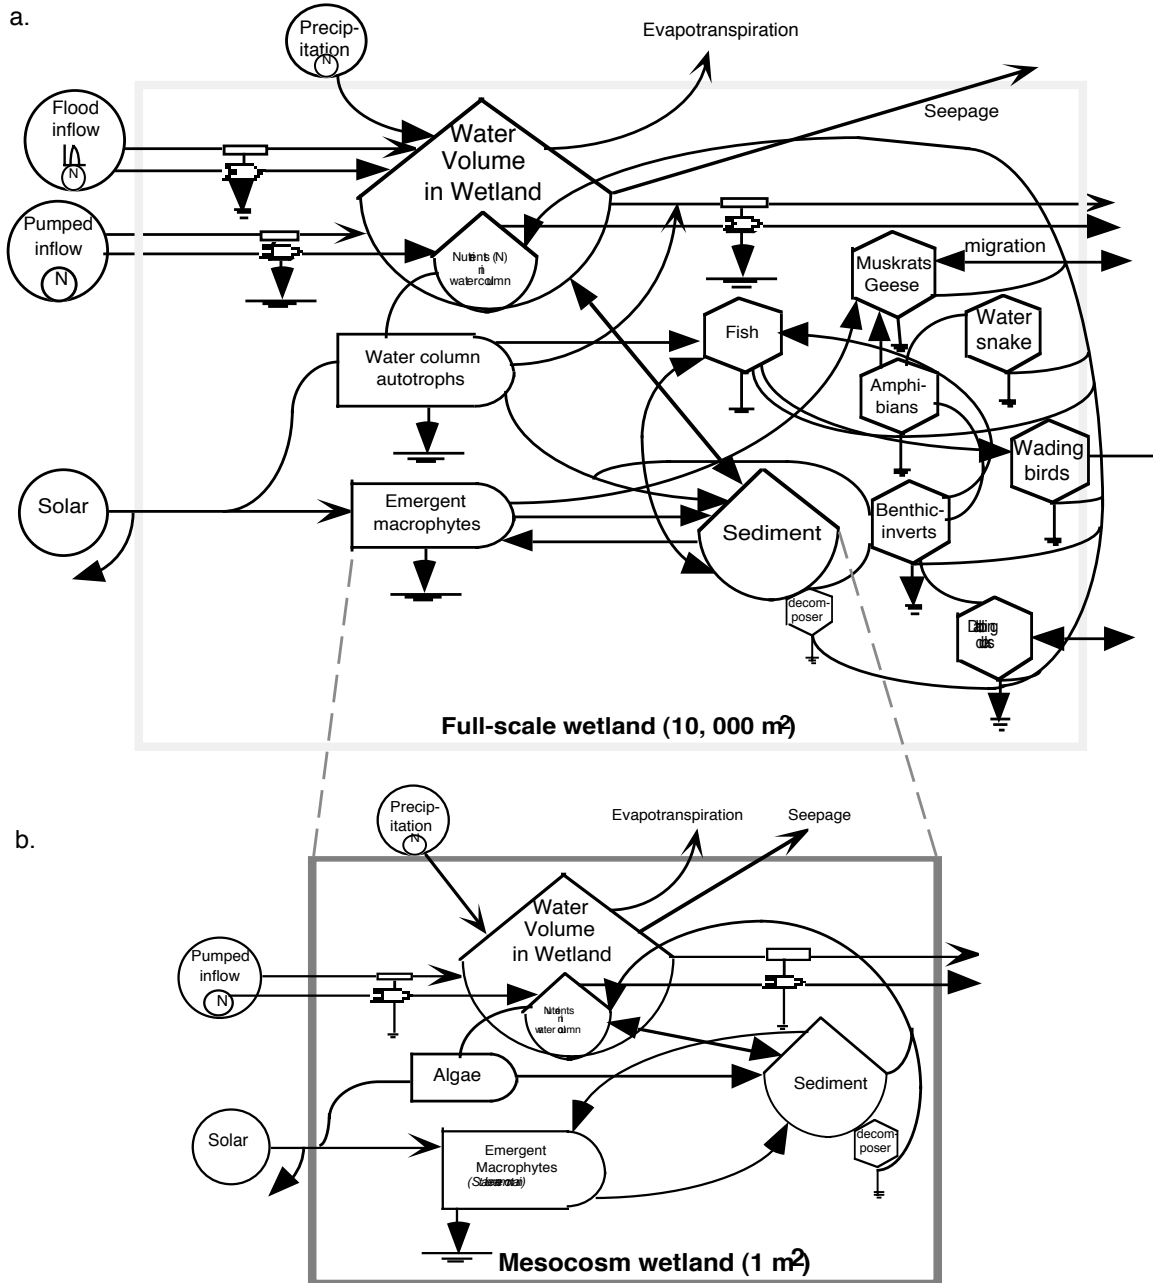 a.
Precip-
itation
N
Evapotranspiration
Seepage
Flood
inflow
N
Water
Volume
in Wetland
Pumped
inflow
N
(N)
migration
Muskrats
Geese
Water
snake
Fish
Water column
autotrophs
Amphi-
bians
Wading
birds
Solar
Emergent
macrophytes
Sediment
Benthic-
inverts
decom-
poser
Full-scale wetland (10, 000 m2)
b.
Precip-
itation
N
Evapotranspiration
Seepage
Water
Volume
in Wetland
Pumped
inflow
N
Algae
Sediment
Solar
Emergent
Macrophytes
decom-
poser
Mesocosm wetland (1 m2)